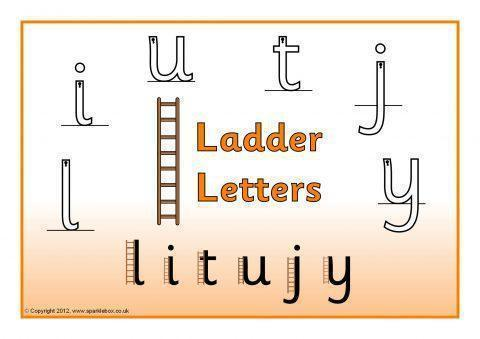 i u t j
Ladder
Letters
l y
l i t u j y
© Copyright 2012, www.sparklebox.co.uk